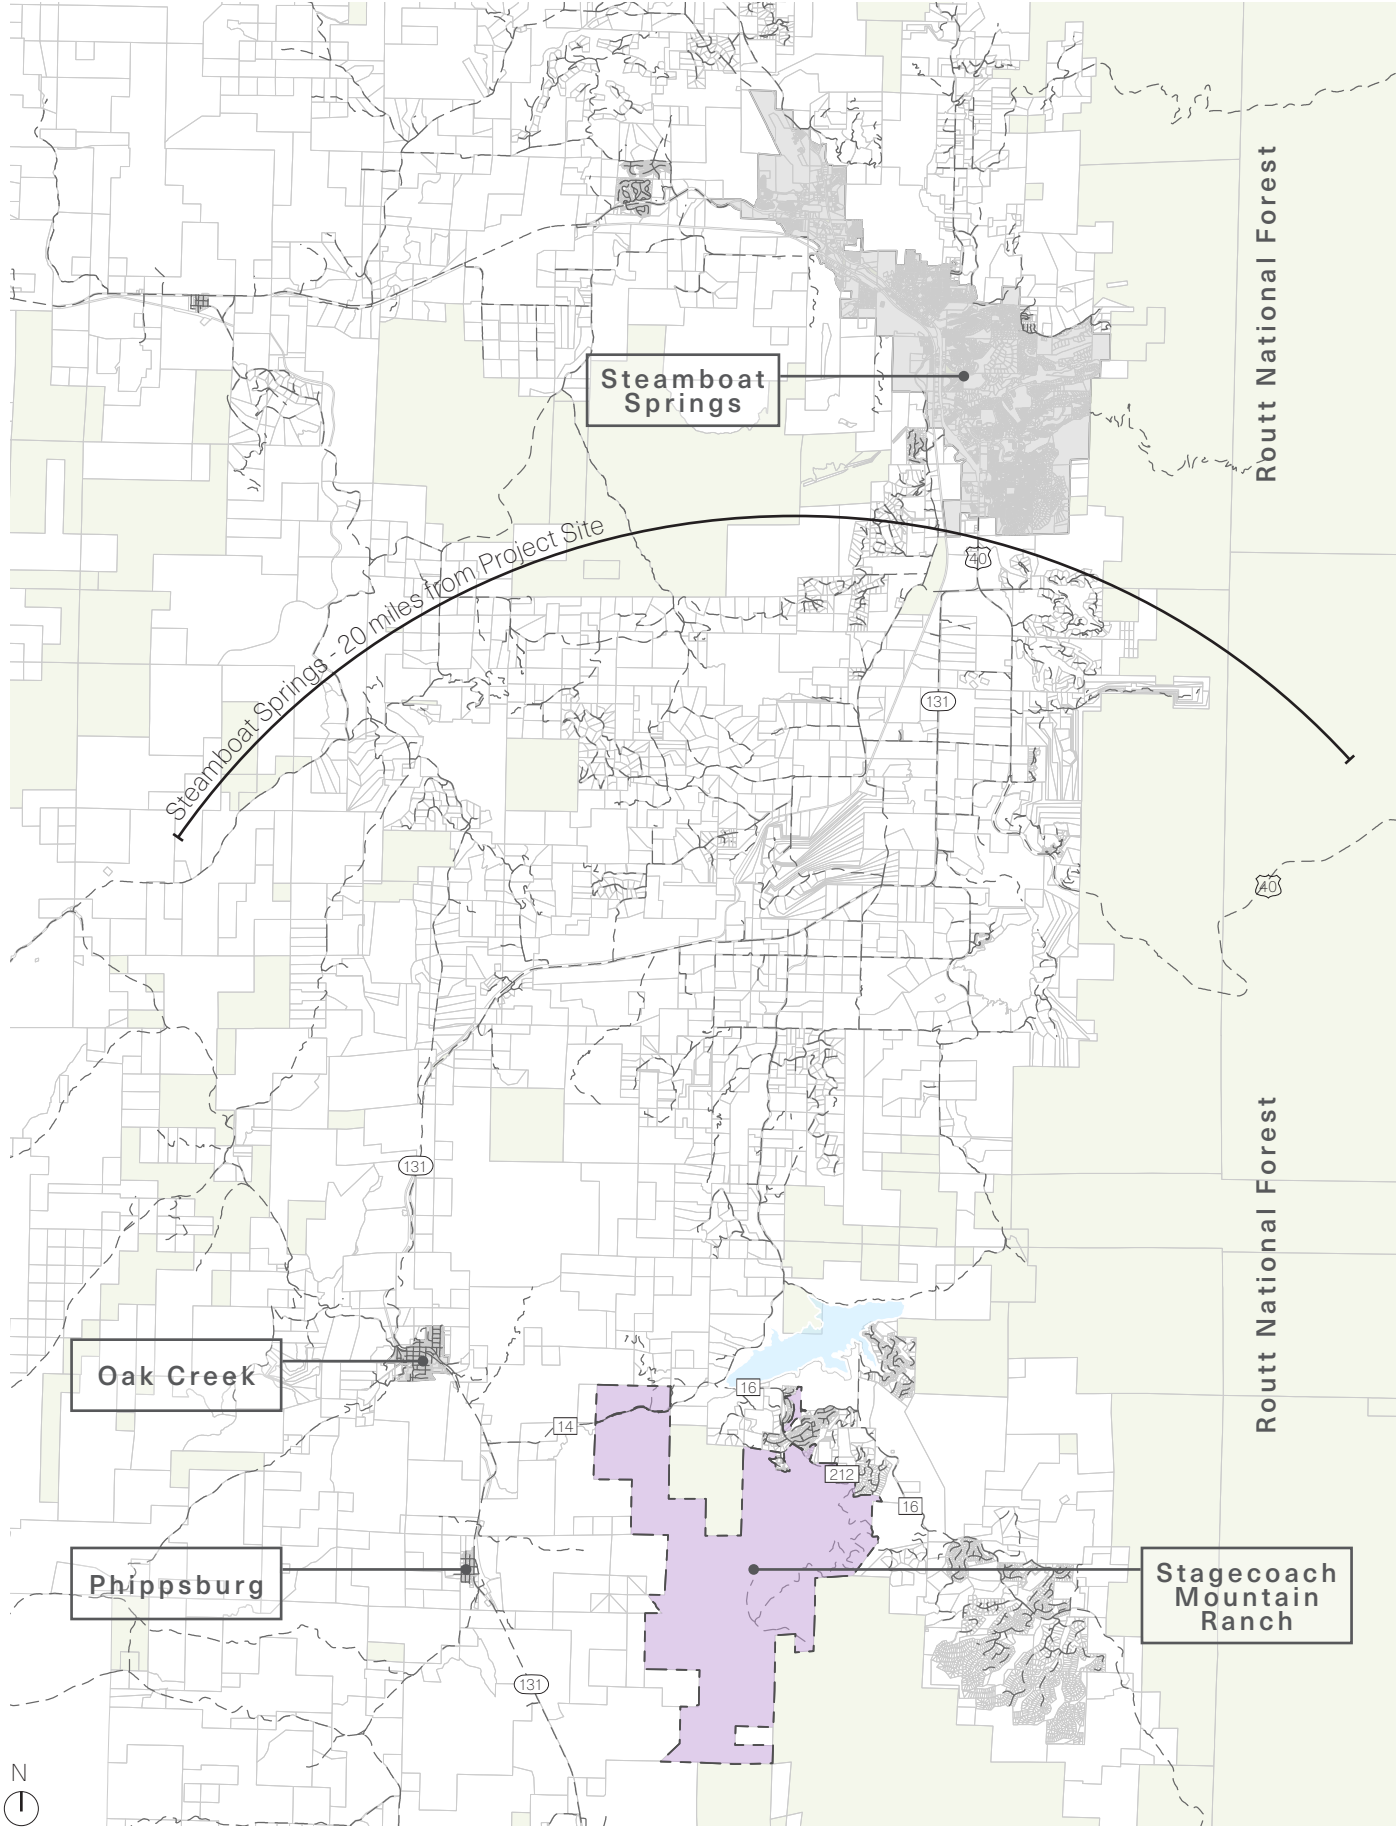 Routt National Forest
Steamboat
Springs
Steamboat Springs - 20 miles from Project Site
40
131
40
Routt National Forest
131
Oak Creek
16
14
212
16
Phippsburg
Stagecoach
Mountain
Ranch
131
N